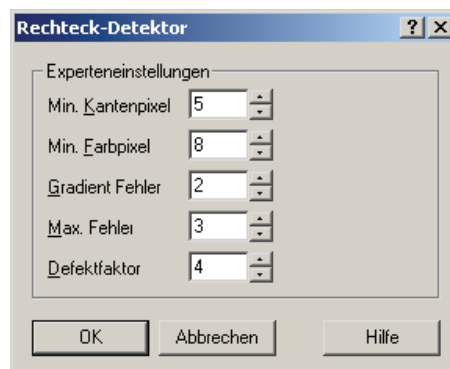 Rechteck-Detektor
Experteneinstellungen
Min. Kantenpixel 5
Min. Farbpixel 8
Gradient Fehler 2
Max. Fehler 3
Defektfaktor 4
OK Abbrechen Hilfe